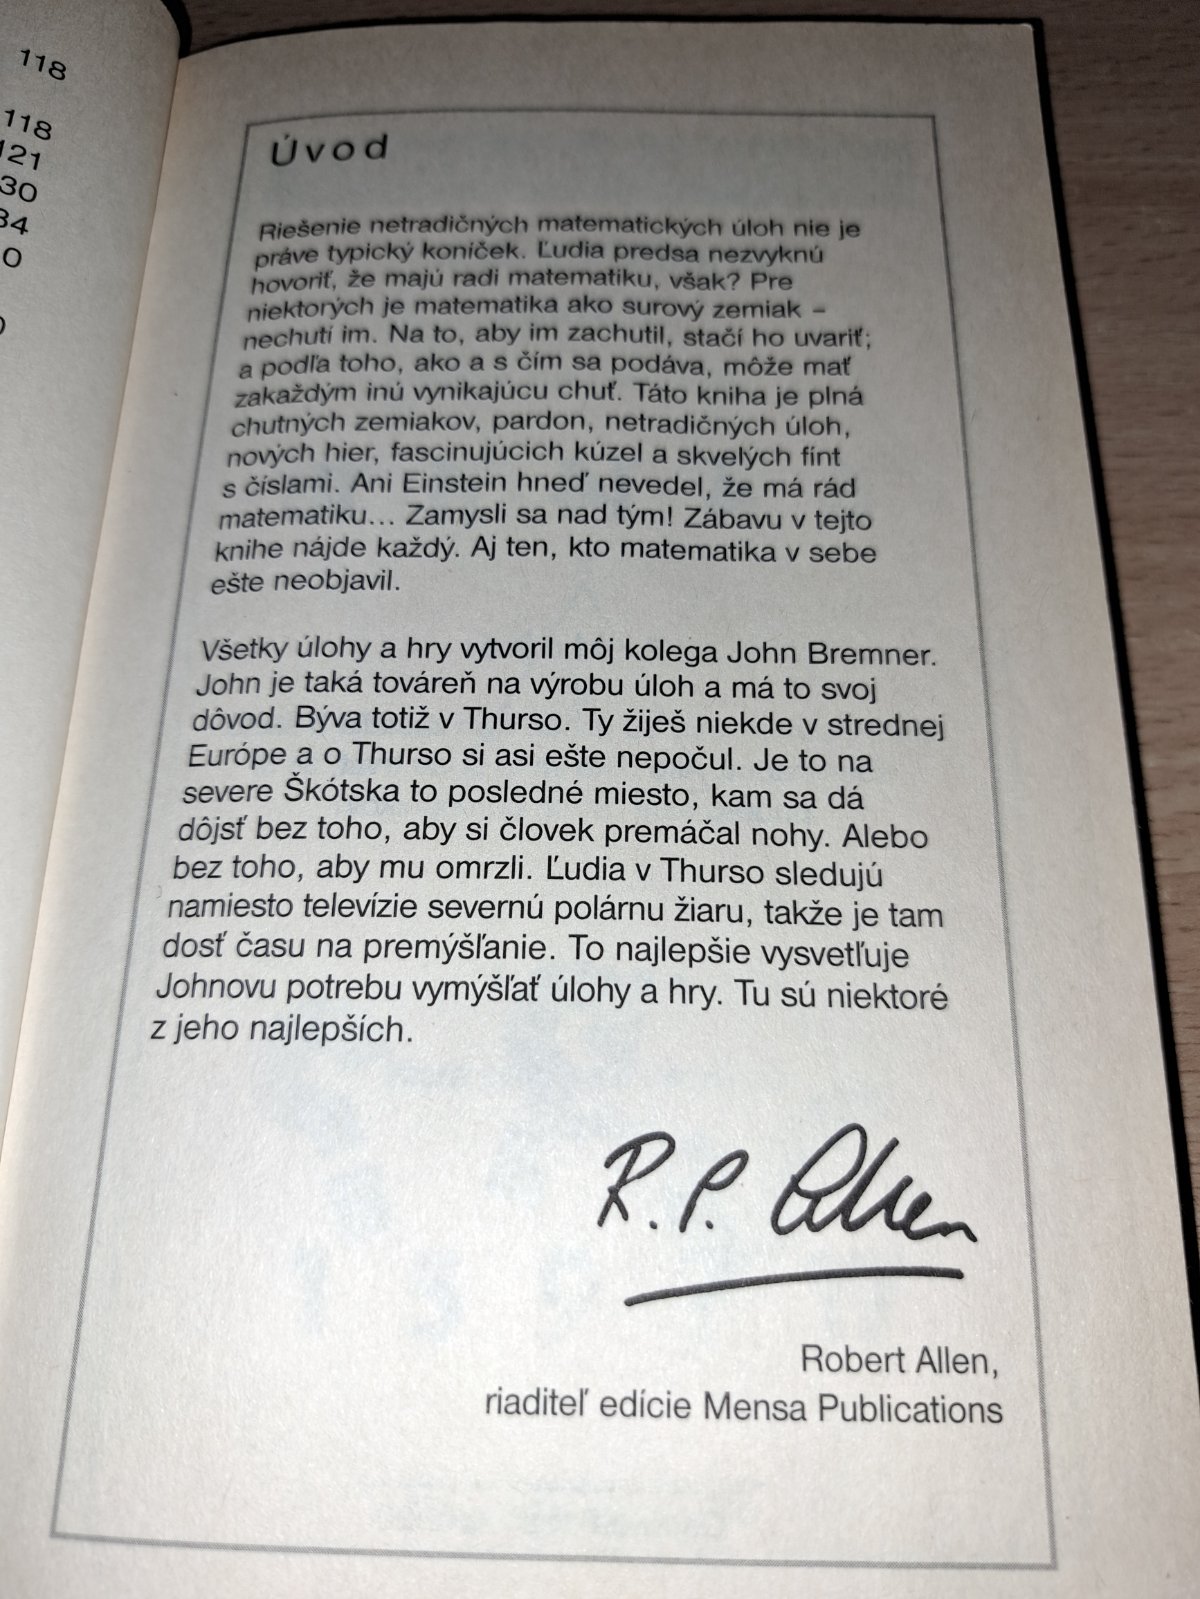 118
118
121
30
34
0
Úvod
Riešenie netradičných matematických úloh nie je
práve typický koníček. Ľudia predsa nezvyknú
hovoriť, že majú radi matematiku, však? Pre
niektorých je matematika ako surový zemiak –
nechutí im. Na to, aby im zachutil, stačí ho uvariť;
a podľa toho, ako a s čím sa podáva, môže mať
zakaždým inú vynikajúcu chuť. Táto kniha je plná
chutných zemiakov, pardon, netradičných úloh,
nových hier, fascinujúcich kúzel a skvelých fínt
s číslami. Ani Einstein hneď nevedel, že má rád
matematiku... Zamysli sa nad tým! Zábavu v tejto
knihe nájde každý. Aj ten, kto matematika v sebe
ešte neobjavil.
Všetky úlohy a hry vytvoril môj kolega John Bremner.
John je taká továreň na výrobu úloh a má to svoj
dôvod. Býva totiž v Thurso. Ty žiješ niekde v strednej
Európe a o Thurso si asi ešte nepočul. Je to na
severe Škótska to posledné miesto, kam sa dá
dôjsť bez toho, aby si človek premáčal nohy. Alebo
bez toho, aby mu omrzli. Ľudia v Thurso sledujú
namiesto televízie severnú polárnu žiaru, takže je tam
dosť času na premýšľanie. To najlepšie vysvetľuje
Johnovu potrebu vymýšľať úlohy a hry. Tu sú niektoré
z jeho najlepších.
R. P. Allen
Robert Allen,
riaditeľ edície Mensa Publications